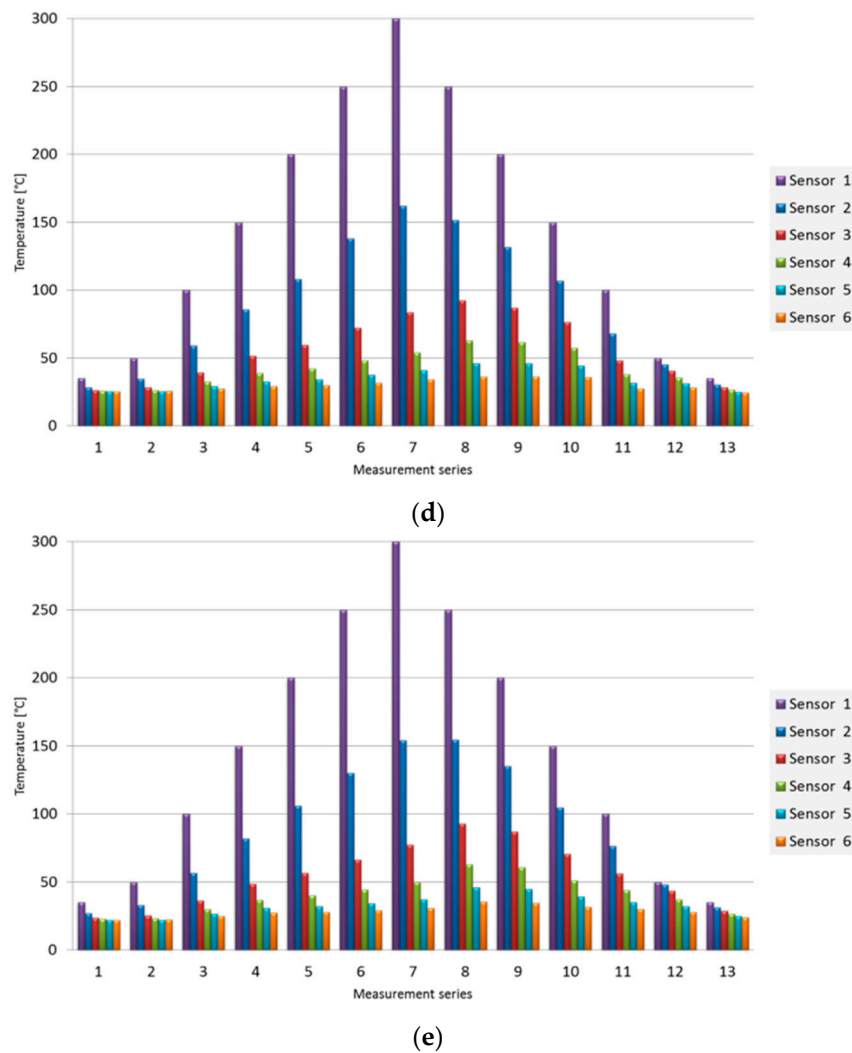 300
250
200
150
100
50
0
Temperature [°C]
1 2 3 4 5 6 7 8 9 10 11 12 13
Measurement series
Sensor 1
Sensor 2
Sensor 3
Sensor 4
Sensor 5
Sensor 6
(d)
300
250
200
150
100
50
0
Temperature [°C]
1 2 3 4 5 6 7 8 9 10 11 12 13
Measurement series
Sensor 1
Sensor 2
Sensor 3
Sensor 4
Sensor 5
Sensor 6
(e)